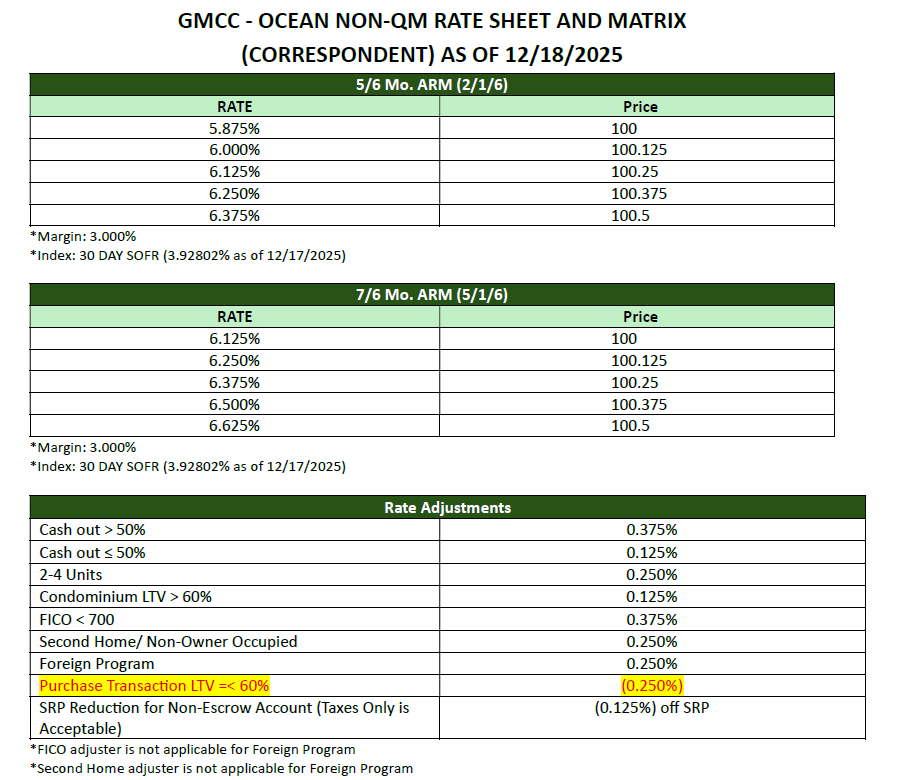 GMCC - OCEAN NON-QM RATE SHEET AND MATRIX
(CORRESPONDENT) AS OF 12/18/2025
5/6 Mo. ARM (2/1/6)
RATE Price
5.875% 100
6.000% 100.125
6.125% 100.25
6.250% 100.375
6.375% 100.5
*Margin: 3.000%
*Index: 30 DAY SOFR (3.92802% as of 12/17/2025)
7/6 Mo. ARM (5/1/6)
RATE Price
6.125% 100
6.250% 100.125
6.375% 100.25
6.500% 100.375
6.625% 100.5
*Margin: 3.000%
*Index: 30 DAY SOFR (3.92802% as of 12/17/2025)
Rate Adjustments
Cash out > 50% 0.375%
Cash out ≤ 50% 0.125%
2-4 Units 0.250%
Condominium LTV > 60% 0.125%
FICO < 700 0.375%
Second Home/ Non-Owner Occupied 0.250%
Foreign Program 0.250%
Purchase Transaction LTV =< 60% (0.250%)
SRP Reduction for Non-Escrow Account (Taxes Only is (0.125%) off SRP
Acceptable)
*FICO adjuster is not applicable for Foreign Program
*Second Home adjuster is not applicable for Foreign Program